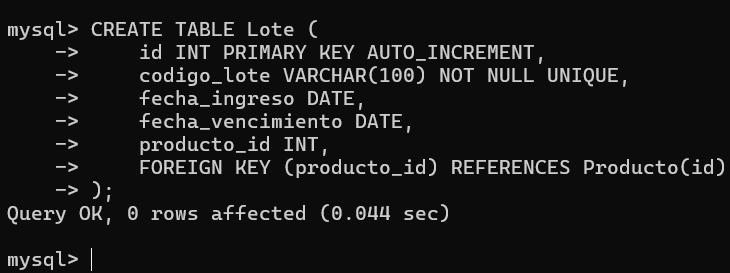 mysql> CREATE TABLE Lote (
    ->     id INT PRIMARY KEY AUTO_INCREMENT,
    ->     codigo_lote VARCHAR(100) NOT NULL UNIQUE,
    ->     fecha_ingreso DATE,
    ->     fecha_vencimiento DATE,
    ->     producto_id INT,
    ->     FOREIGN KEY (producto_id) REFERENCES Producto(id)
    -> );
Query OK, 0 rows affected (0.044 sec)
mysql>